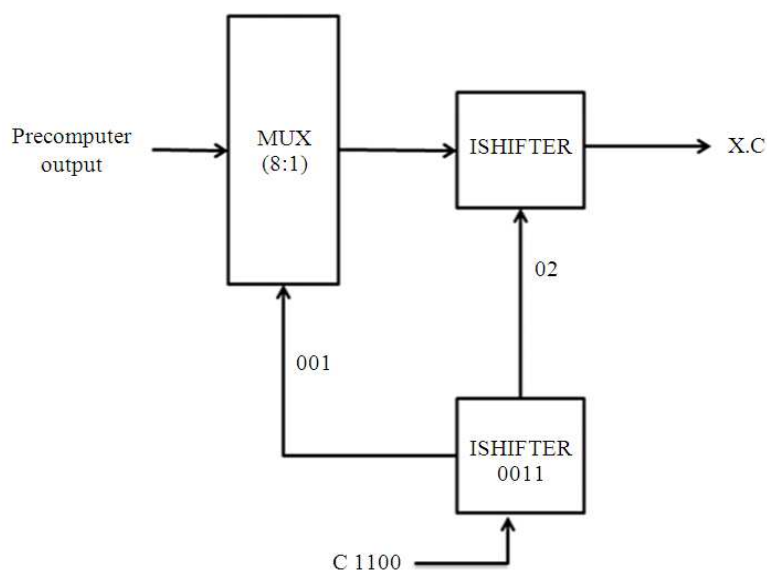 Precomputer
output
MUX
(8:1)
ISHIFTER
X.C
02
001
ISHIFTER
0011
C 1100